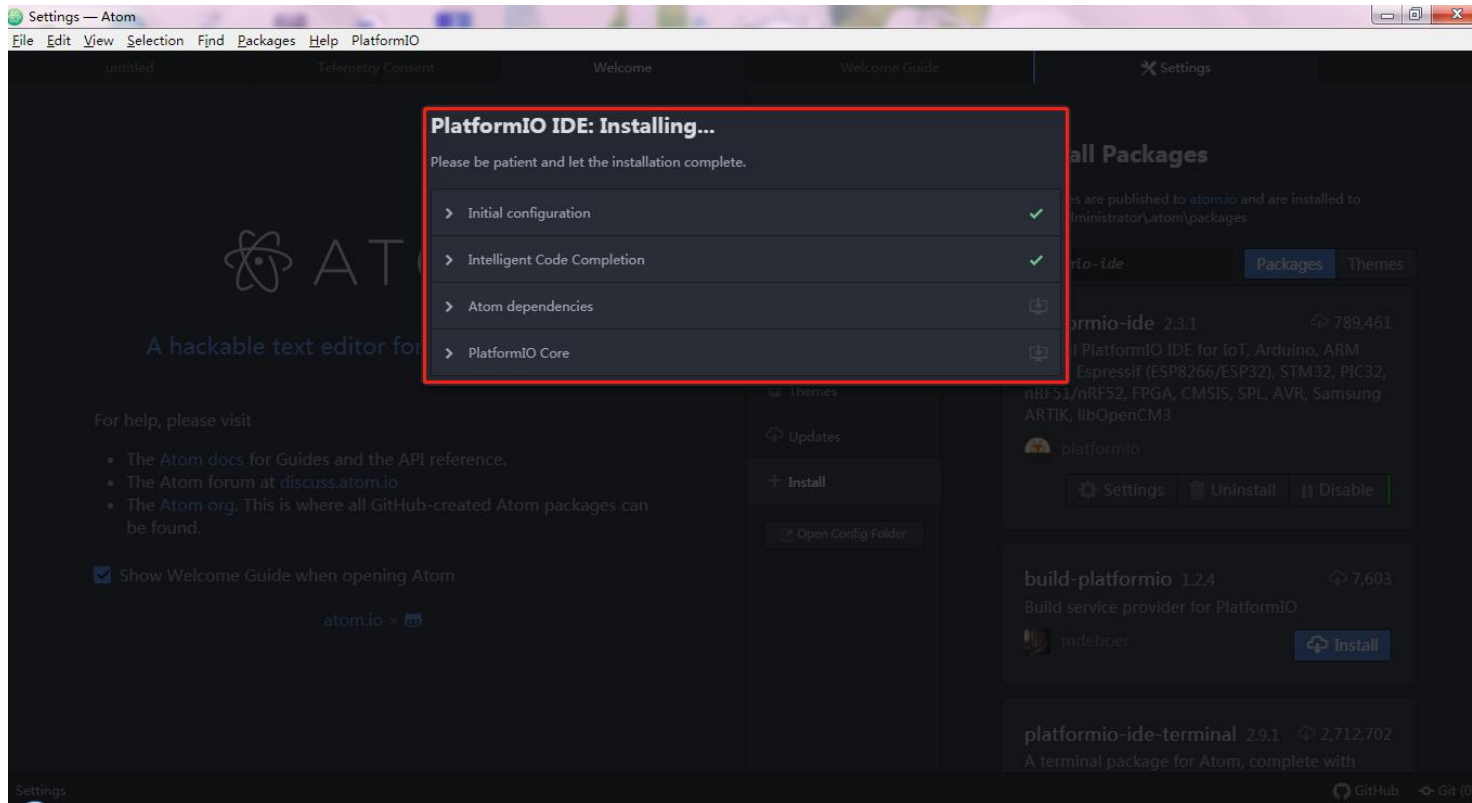 Settings — Atom
File Edit View Selection Find Packages Help PlatformIO
untitled
Telemetry Consent
Welcome
Welcome Guide
Settings
PlatformIO IDE: Installing...
Please be patient and let the installation complete.
Initial configuration
Intelligent Code Completion
Atom dependencies
PlatformIO Core
AT
A hackable text editor for
For help, please visit
The Atom docs for Guides and the API reference.
The Atom forum at discuss.atom.io
The Atom org. This is where all GitHub-created Atom packages can
be found.
Show Welcome Guide when opening Atom
atom.io ×
Themes
Updates
Install
Open Config Folder
all Packages
s are published to atom.io and are installed to
dministrator\.atom\packages
rio-ide
Packages
Themes
ormio-ide 2.3.1 789,461
l PlatformIO IDE for IoT, Arduino, ARM
Espressif (ESP8266/ESP32), STM32, PIC32,
nRF51/nRF52, FPGA, CMSIS, SPL, AVR, Samsung
ARTIK, libOpenCM3
platformio
Settings
Uninstall
Disable
build-platformio 1.2.4 7,603
Build service provider for PlatformIO
mdeboer
Install
platformio-ide-terminal 2.9.1 2,712,702
A terminal package for Atom, complete with
Settings
GitHub
Git (0